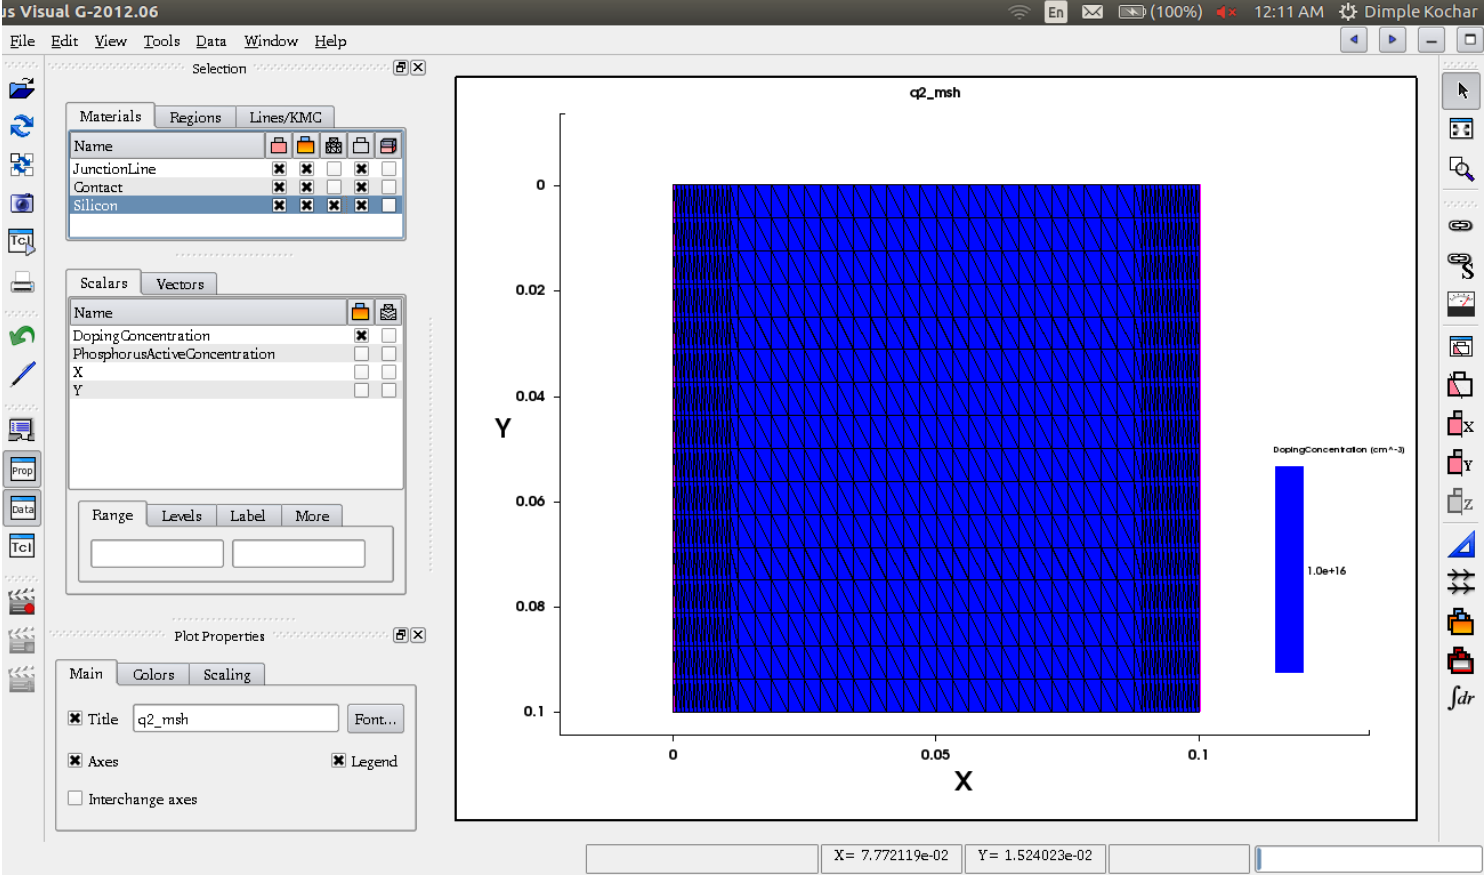 us Visual G-2012.06 En (100%) 12:11 AM Dimple Kochar
File Edit View Tools Data Window Help
Selection
Materials Regions Lines/KMC
Name
JunctionLine
Contact
Silicon
Scalars Vectors
Name
DopingConcentration
PhosphorusActiveConcentration
X
Y
Range Levels Label More
Plot Properties
Main Colors Scaling
Title q2_msh Font...
Axes Legend
Interchange axes
Tcl
Prop
Data
Tcl
q2_msh
0
0.02
0.04
Y
0.06
0.08
0.1
0 0.05 0.1
X
DopingConcentration (cm^-3)
1.0e+16
S
X
Y
Z
∫dr
X= 7.772119e-02 Y= 1.524023e-02